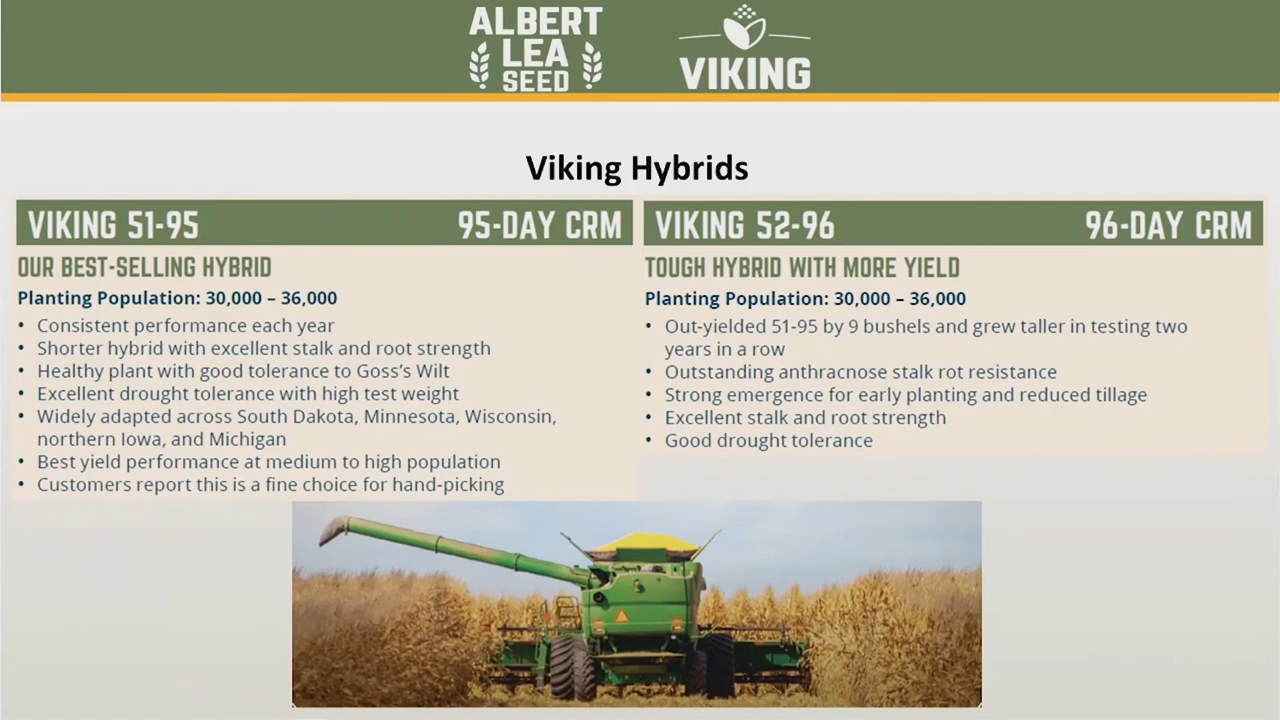 ALBERT
LEA
SEED
VIKING
Viking Hybrids
VIKING 51-95 95-DAY CRM
OUR BEST-SELLING HYBRID
Planting Population: 30,000 – 36,000
• Consistent performance each year
• Shorter hybrid with excellent stalk and root strength
• Healthy plant with good tolerance to Goss’s Wilt
• Excellent drought tolerance with high test weight
• Widely adapted across South Dakota, Minnesota, Wisconsin,
northern Iowa, and Michigan
• Best yield performance at medium to high population
• Customers report this is a fine choice for hand-picking
VIKING 52-96 96-DAY CRM
TOUGH HYBRID WITH MORE YIELD
Planting Population: 30,000 – 36,000
• Out-yielded 51-95 by 9 bushels and grew taller in testing two
years in a row
• Outstanding anthracnose stalk rot resistance
• Strong emergence for early planting and reduced tillage
• Excellent stalk and root strength
• Good drought tolerance